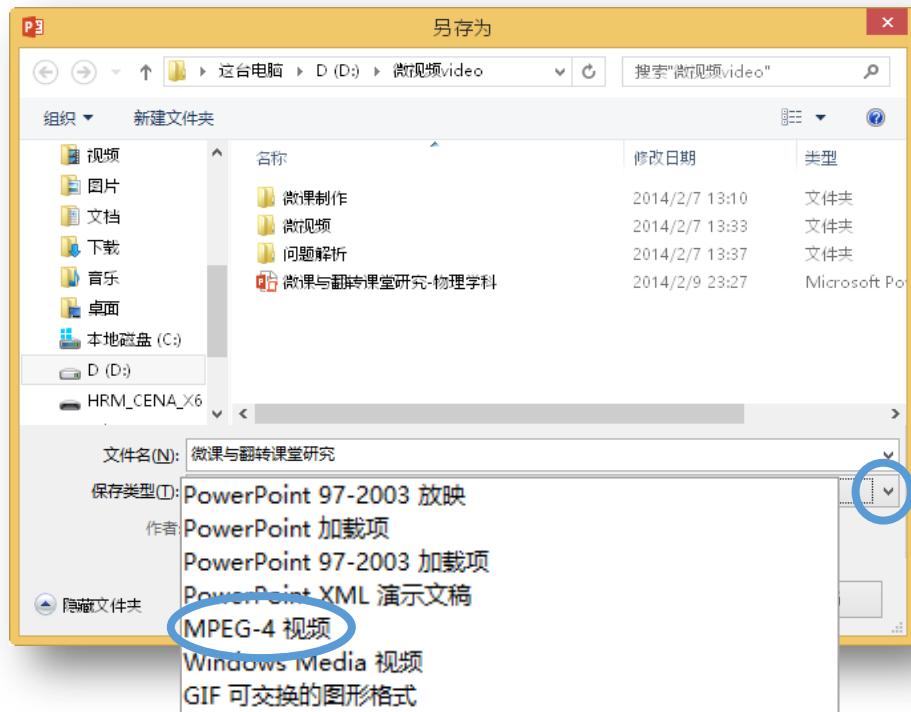 另存为
这台电脑 D (D:) 微视频video
搜索"微视频video"
组织 新建文件夹
视频
图片
文档
下载
音乐
桌面
本地磁盘 (C:)
D (D:)
HRM_CENA_X6
名称 修改日期 类型
微课制作 2014/2/7 13:10 文件夹
微视频 2014/2/7 13:33 文件夹
问题解析 2014/2/7 13:37 文件夹
微课与翻转课堂研究-物理学科 2014/2/9 23:27 Microsoft Po
文件名(N): 微课与翻转课堂研究
保存类型(T):
作者:
PowerPoint 97-2003 放映
PowerPoint 加载项
PowerPoint 97-2003 加载项
PowerPoint XML 演示文稿
MPEG-4 视频
Windows Media 视频
GIF 可交换的图形格式
隐藏文件夹